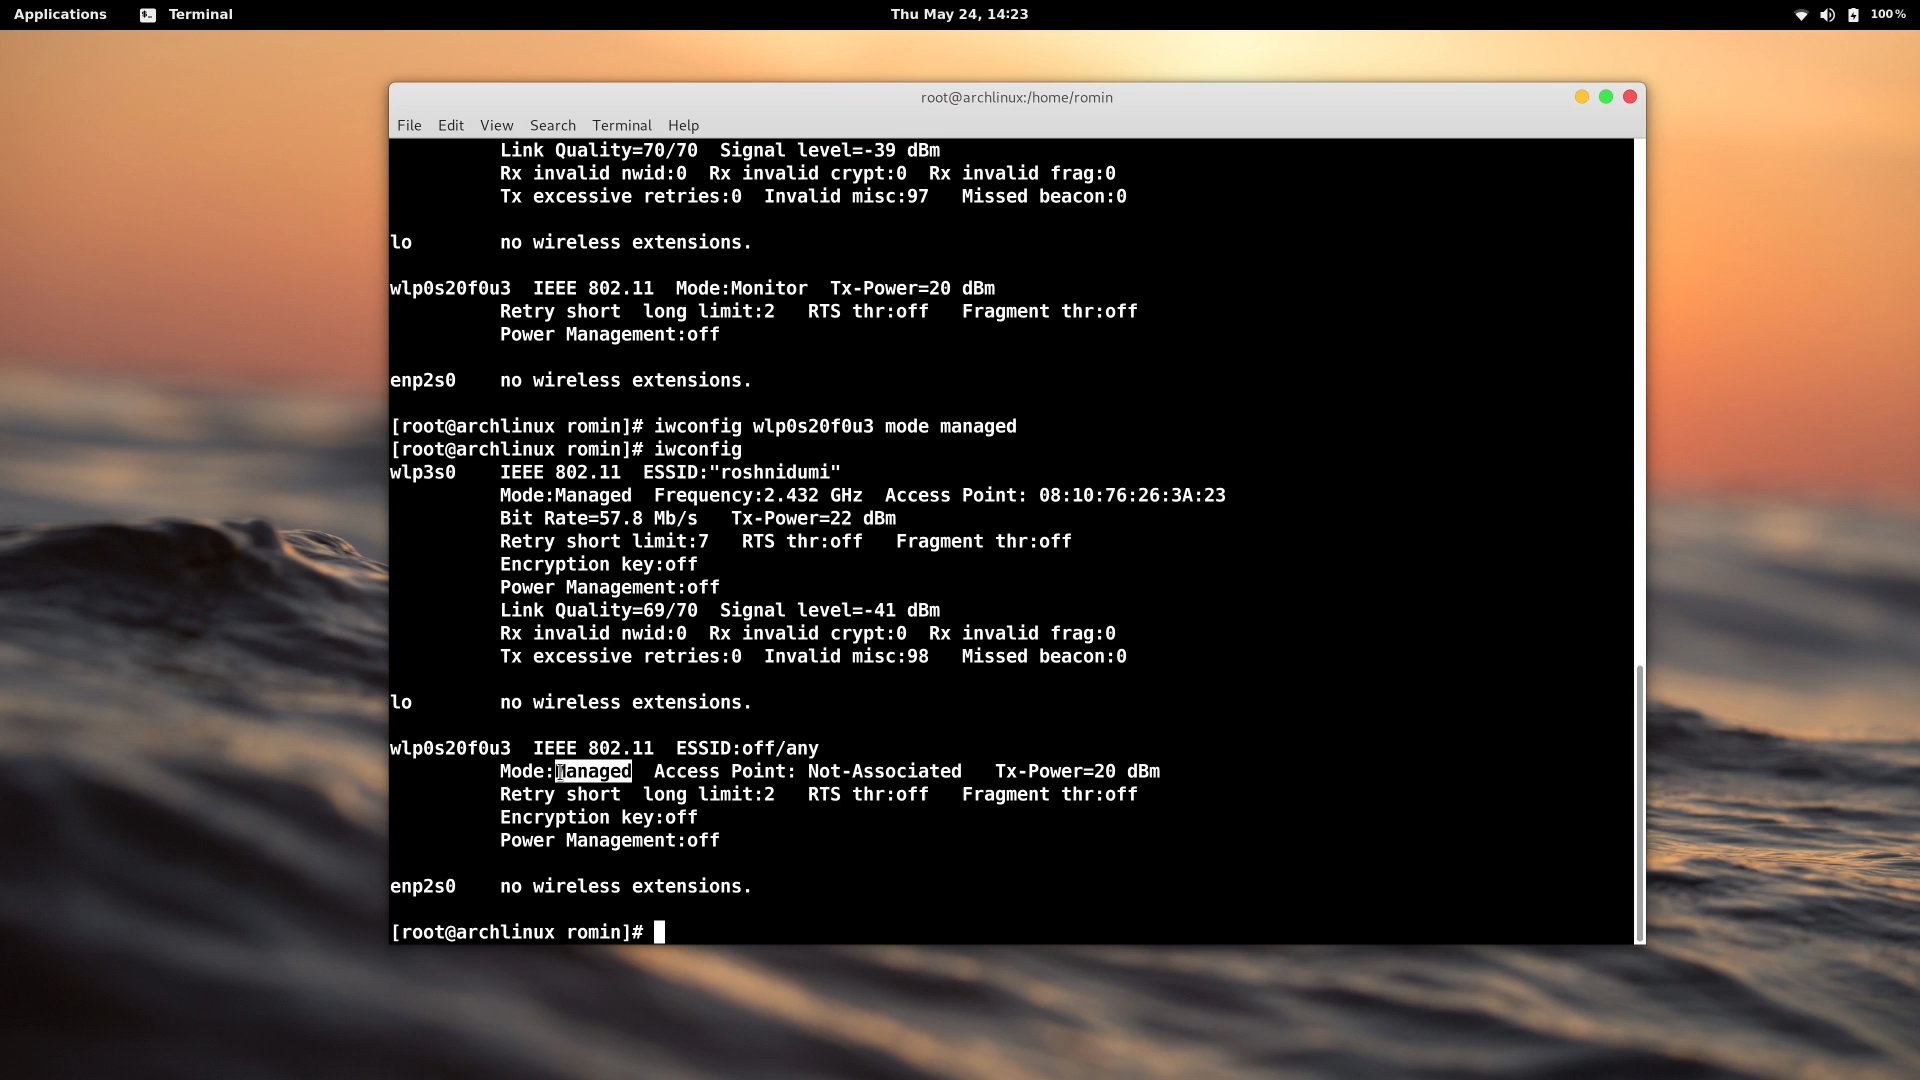 Applications Terminal Thu May 24, 14:23 100 %
root@archlinux:/home/romin
File Edit View Search Terminal Help
Link Quality=70/70  Signal level=-39 dBm
Rx invalid nwid:0  Rx invalid crypt:0  Rx invalid frag:0
Tx excessive retries:0  Invalid misc:97   Missed beacon:0
lo        no wireless extensions.
wlp0s20f0u3  IEEE 802.11  Mode:Monitor  Tx-Power=20 dBm
Retry short  long limit:2   RTS thr:off   Fragment thr:off
Power Management:off
enp2s0    no wireless extensions.
[root@archlinux romin]# iwconfig wlp0s20f0u3 mode managed
[root@archlinux romin]# iwconfig
wlp3s0    IEEE 802.11  ESSID:"roshnidumi"
Mode:Managed  Frequency:2.432 GHz  Access Point: 08:10:76:26:3A:23
Bit Rate=57.8 Mb/s   Tx-Power=22 dBm
Retry short limit:7   RTS thr:off   Fragment thr:off
Encryption key:off
Power Management:off
Link Quality=69/70  Signal level=-41 dBm
Rx invalid nwid:0  Rx invalid crypt:0  Rx invalid frag:0
Tx excessive retries:0  Invalid misc:98   Missed beacon:0
lo        no wireless extensions.
wlp0s20f0u3  IEEE 802.11  ESSID:off/any
Mode:Managed  Access Point: Not-Associated   Tx-Power=20 dBm
Retry short  long limit:2   RTS thr:off   Fragment thr:off
Encryption key:off
Power Management:off
enp2s0    no wireless extensions.
[root@archlinux romin]#